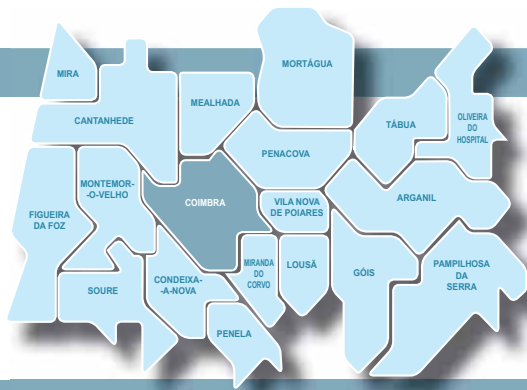 MIRA
MORTÁGUA
MEALHADA
CANTANHEDE
TÁBUA
OLIVEIRA
DO
HOSPITAL
PENACOVA
MONTEMOR-
-O-VELHO
COIMBRA
VILA NOVA
DE POIARES
ARGANIL
FIGUEIRA
DA FOZ
MIRANDA
DO
CORVO
LOUSÃ
GÓIS
PAMPILHOSA
DA
SERRA
SOURE
CONDEIXA-
-A-NOVA
PENELA